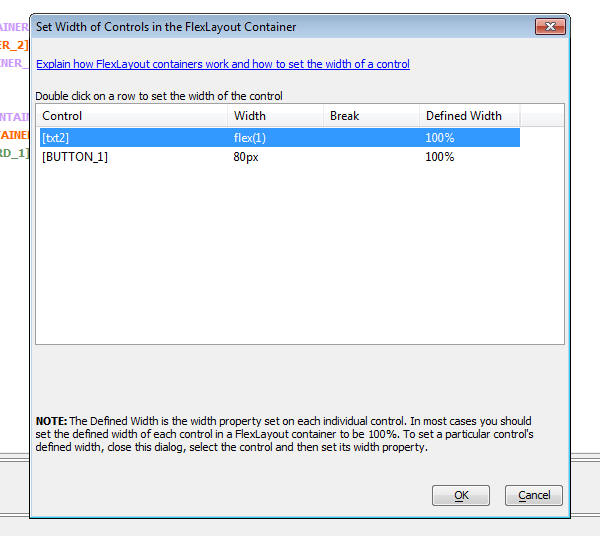 Set Width of Controls in the FlexLayout Container
TAINER
ER_2]
AINER_
Explain how FlexLayout containers work and how to set the width of a control
Double click on a row to set the width of the control
Control Width Break Defined Width
[txt2] flex(1) 100%
[BUTTON_1] 80px 100%
NTAIN
TAINER
RD_1]
NOTE: The Defined Width is the width property set on each individual control. In most cases you should
set the defined width of each control in a FlexLayout container to be 100%. To set a particular control's
defined width, close this dialog, select the control and then set its width property.
OK Cancel